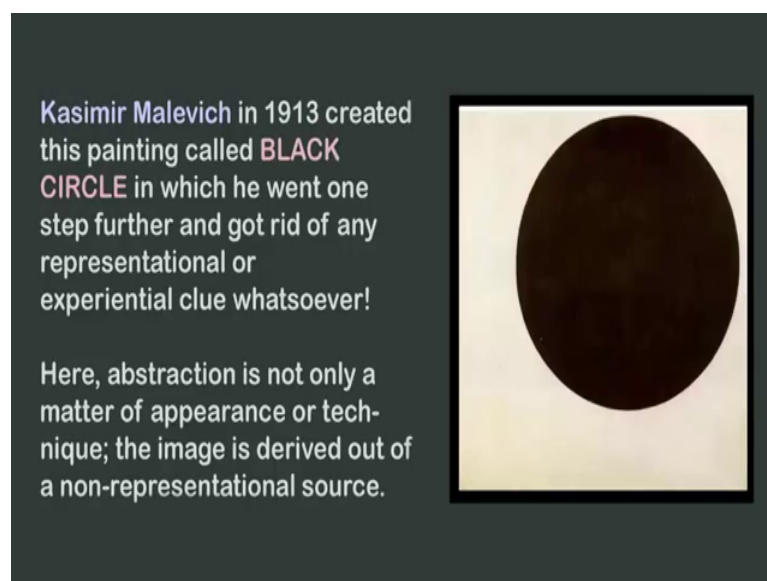 Kasimir Malevich in 1913 created
this painting called BLACK
CIRCLE in which he went one
step further and got rid of any
representational or
experiential clue whatsoever!
Here, abstraction is not only a
matter of appearance or tech-
nique; the image is derived out of
a non-representational source.